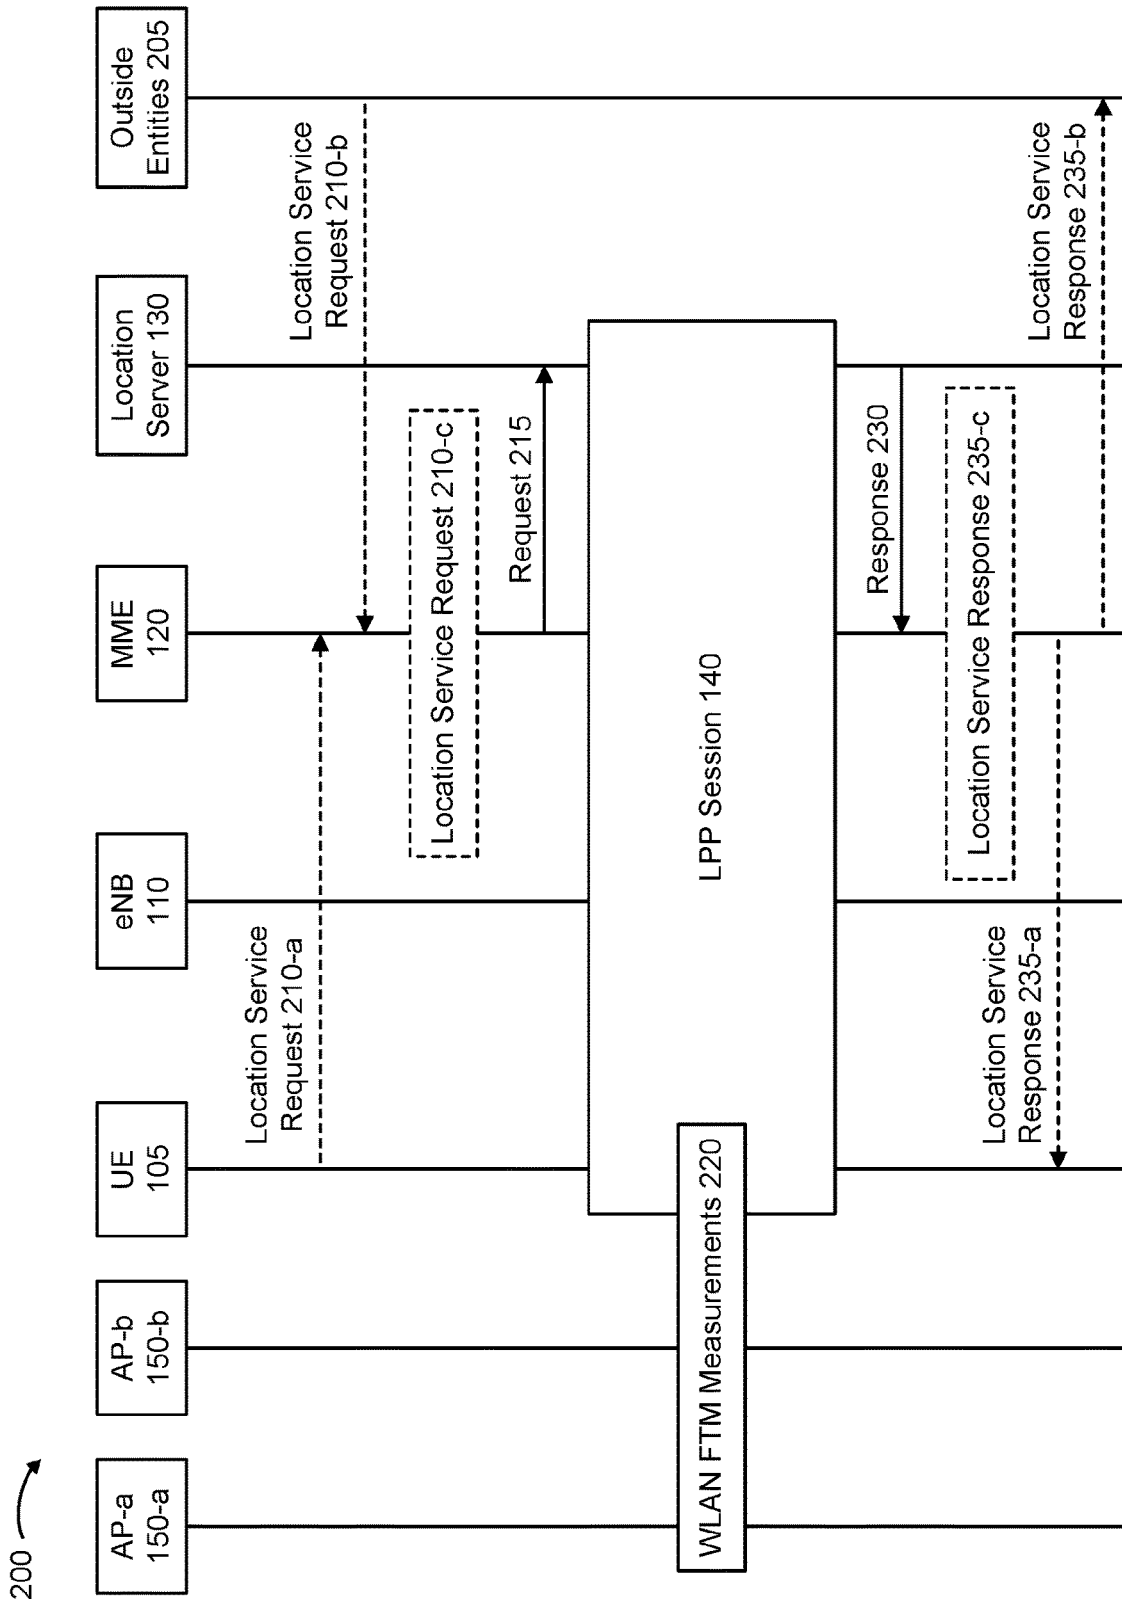 200
AP-a
150-a
AP-b
150-b
UE
105
eNB
110
MME
120
Location
Server 130
Outside
Entities 205
Location Service
Request 210-a
Location Service
Request 210-b
Location Service Request 210-c
Request 215
LPP Session 140
WLAN FTM Measurements 220
Response 230
Location Service Response 235-c
Location Service
Response 235-a
Location Service
Response 235-b